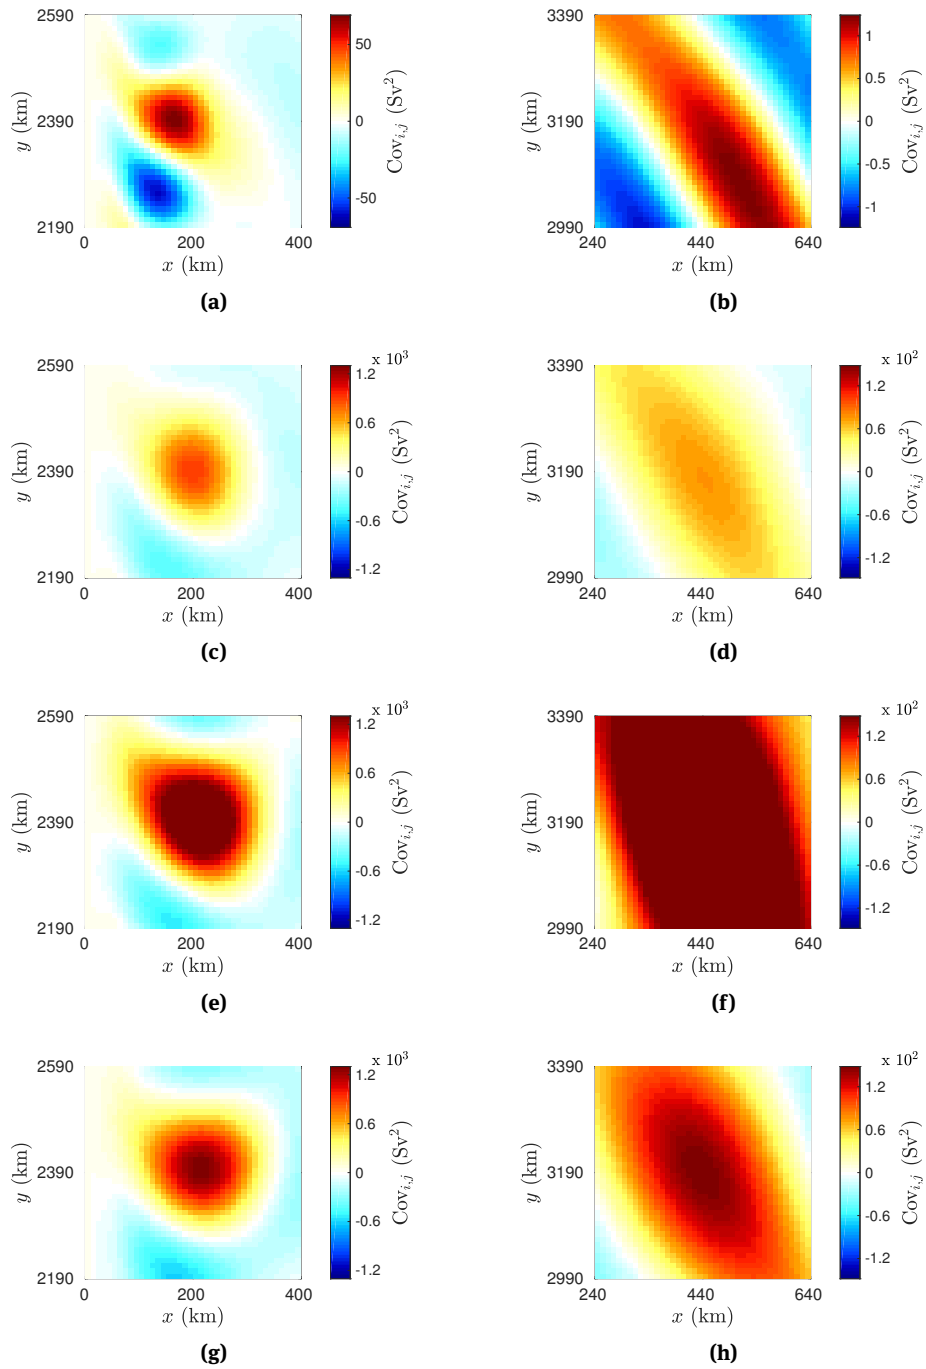 2590
2390
2190
y (km)
0
200
400
x (km)
50
0
-50
Cov_{i,j} (Sv^2)
(a)
3390
3190
2990
y (km)
240
440
640
x (km)
1
0.5
0
-0.5
-1
Cov_{i,j} (Sv^2)
(b)
2590
2390
2190
y (km)
0
200
400
x (km)
x 10^3
1.2
0.6
0
-0.6
-1.2
Cov_{i,j} (Sv^2)
(c)
3390
3190
2990
y (km)
240
440
640
x (km)
x 10^2
1.2
0.6
0
-0.6
-1.2
Cov_{i,j} (Sv^2)
(d)
2590
2390
2190
y (km)
0
200
400
x (km)
x 10^3
1.2
0.6
0
-0.6
-1.2
Cov_{i,j} (Sv^2)
(e)
3390
3190
2990
y (km)
240
440
640
x (km)
x 10^2
1.2
0.6
0
-0.6
-1.2
Cov_{i,j} (Sv^2)
(f)
2590
2390
2190
y (km)
0
200
400
x (km)
x 10^3
1.2
0.6
0
-0.6
-1.2
Cov_{i,j} (Sv^2)
(g)
3390
3190
2990
y (km)
240
440
640
x (km)
x 10^2
1.2
0.6
0
-0.6
-1.2
Cov_{i,j} (Sv^2)
(h)